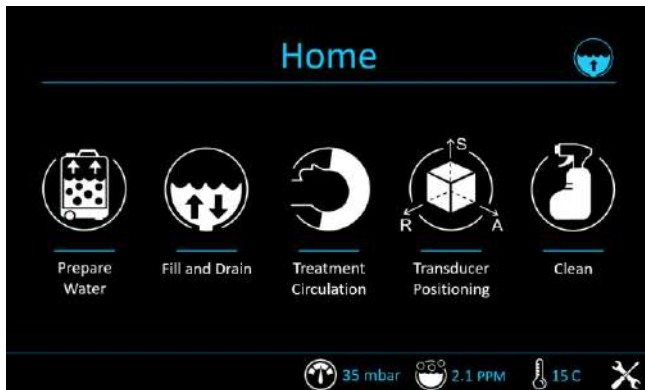 Home
S
R
A
Prepare
Water
Fill and Drain
Treatment
Circulation
Transducer
Positioning
Clean
35 mbar
2.1 PPM
15 C